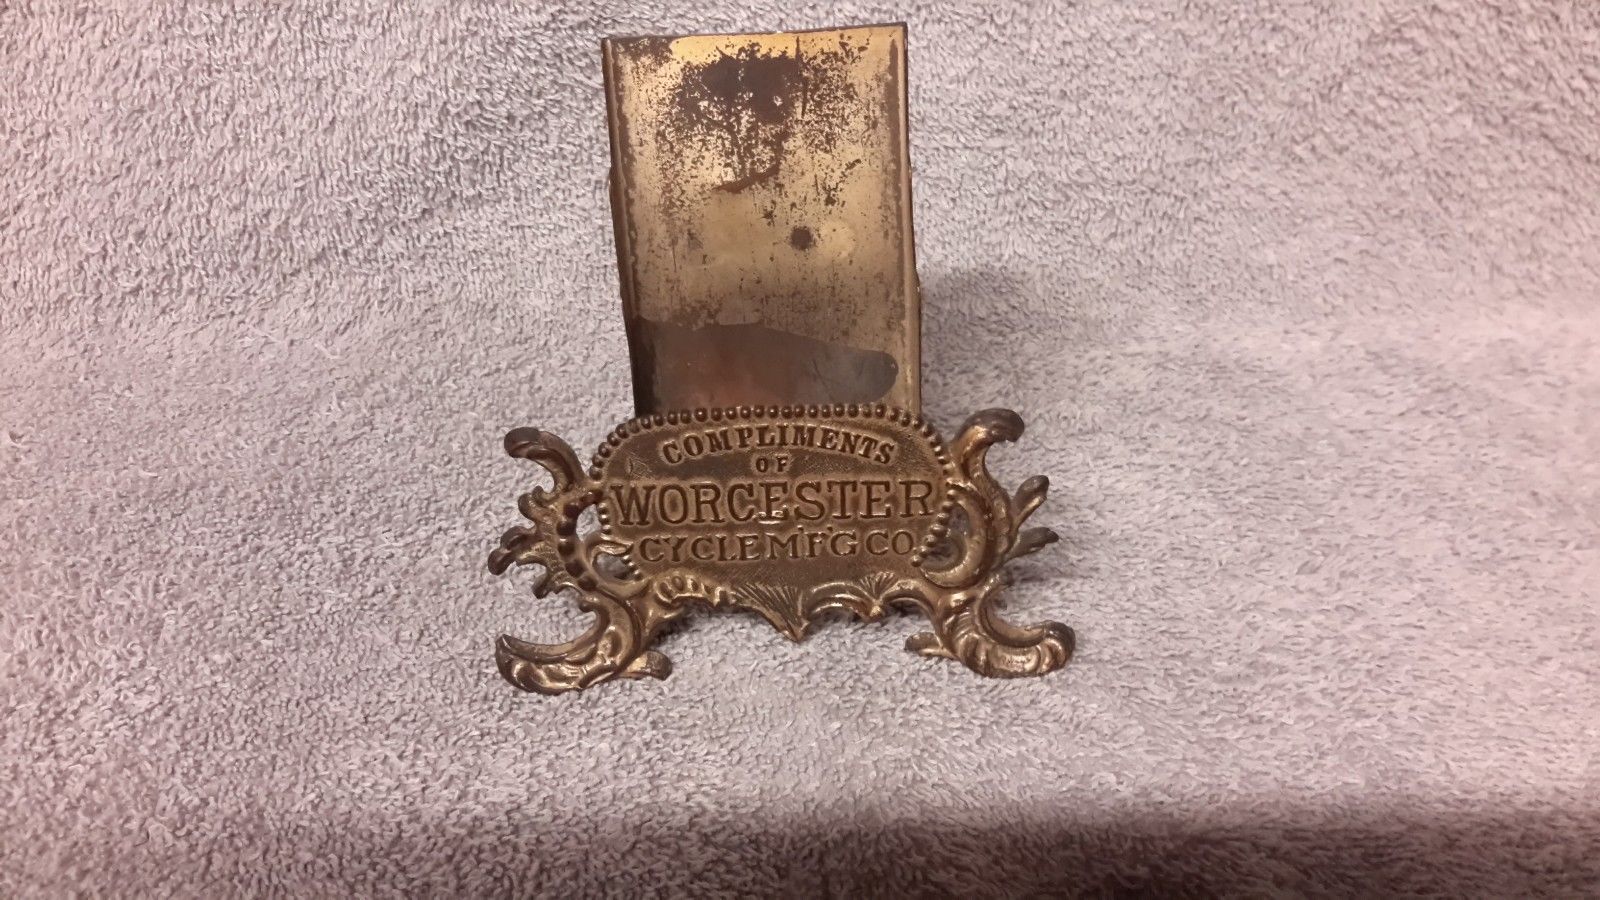 COMPLIMENTS
OF
WORCESTER
CYCLE M'F'G CO